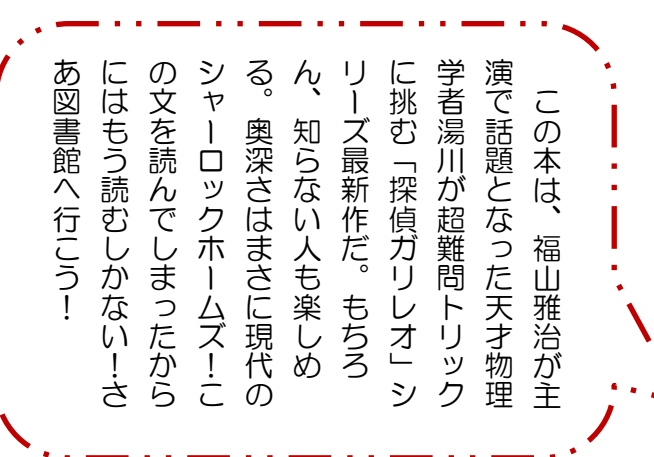 この本は、福山雅治が主
演で話題となった天才物理
学者湯川が超難問トリック
に挑む「探偵ガリレオ」シ
リーズ最新作だ。もちろ
ん、知らない人も楽しめ
る。奥深さはまさに現代の
シャーロックホームズ！こ
の文を読んでしまったから
にはもう読むしかない！さ
あ図書館へ行こう！